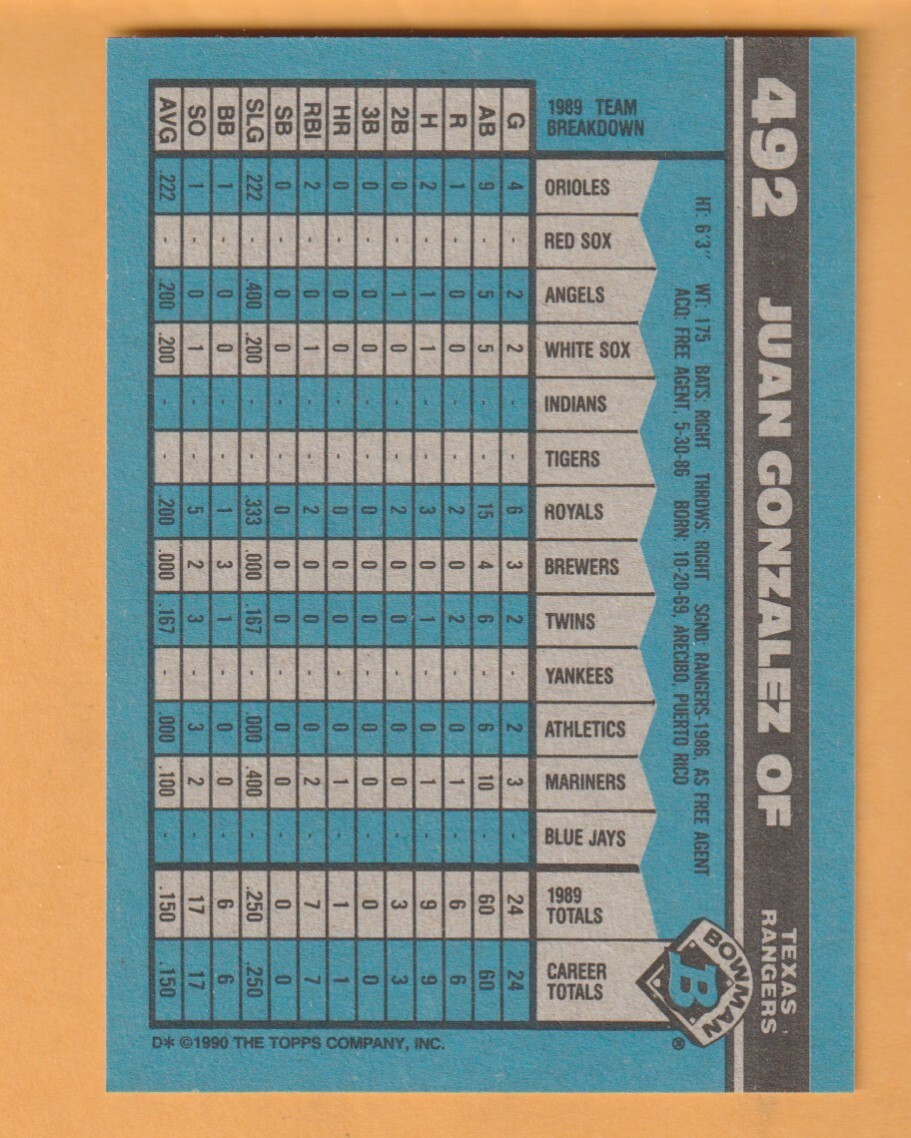 492 JUAN GONZALEZ OF
TEXAS
RANGERS
HT: 6'3" WT: 175 BATS: RIGHT THROWS: RIGHT SGND: RANGERS-1986, AS FREE AGENT
ACQ: FREE AGENT, 5-30-86 BORN: 10-20-69, ARECIBO, PUERTO RICO
BOWMAN
B
1989 TEAM
BREAKDOWN
G AB R H 2B 3B HR RBI SB SLG BB SO AVG
ORIOLES 4 9 1 2 0 0 0 2 0 .222 1 1 .222
RED SOX - - - - - - - - - - - - -
ANGELS 2 5 0 1 1 0 0 0 0 .400 0 0 .200
WHITE SOX 2 5 0 1 0 0 0 1 0 .200 0 1 .200
INDIANS - - - - - - - - - - - - -
TIGERS - - - - - - - - - - - - -
ROYALS 6 15 2 3 2 0 0 2 0 .333 1 5 .200
BREWERS 3 4 0 0 0 0 0 0 0 .000 3 2 .000
TWINS 2 6 2 1 0 0 0 0 0 .167 1 3 .167
YANKEES - - - - - - - - - - - - -
ATHLETICS 2 6 0 0 0 0 0 0 0 .000 0 3 .000
MARINERS 3 10 1 1 0 0 1 2 0 .400 0 2 .100
BLUE JAYS - - - - - - - - - - - - -
1989
TOTALS 24 60 6 9 3 0 1 7 0 .250 6 17 .150
CAREER
TOTALS 24 60 6 9 3 0 1 7 0 .250 6 17 .150
D* ©1990 THE TOPPS COMPANY, INC.
®